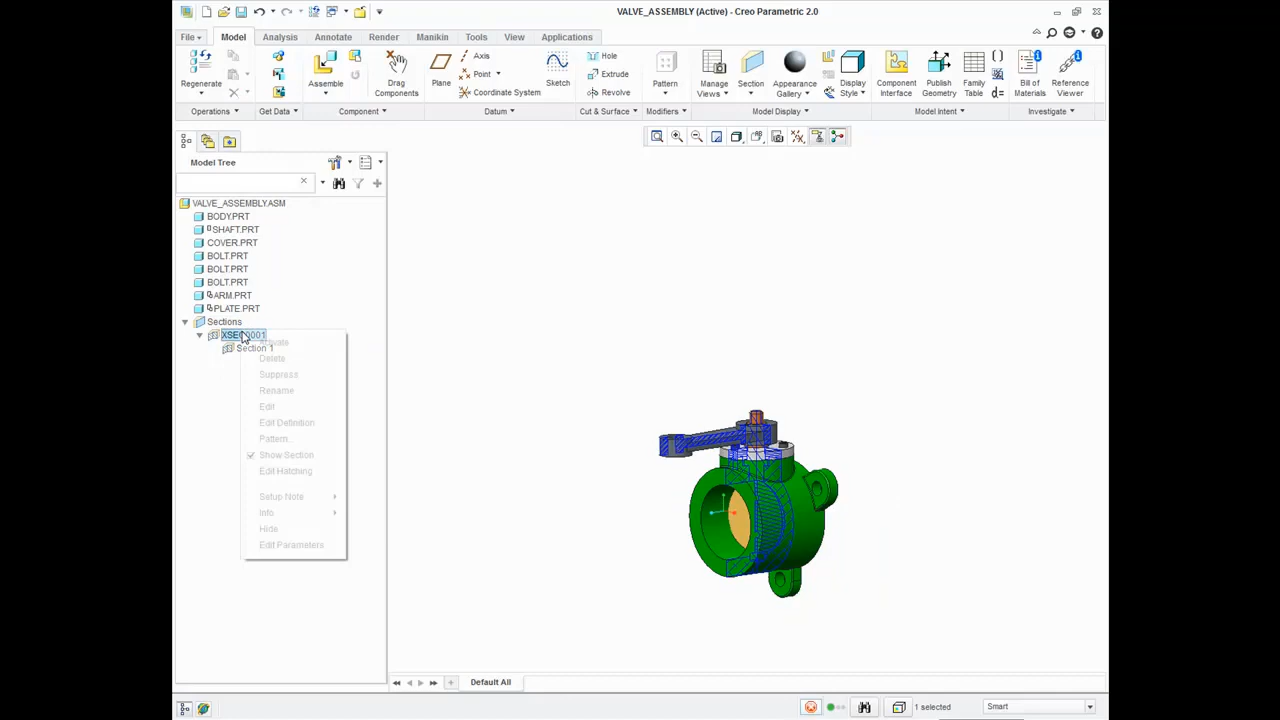 VALVE_ASSEMBLY (Active) - Creo Parametric 2.0
File Model Analysis Annotate Render Manikin Tools View Applications
Regenerate
Assemble
Drag Components
Plane
Axis
Point
Coordinate System
Sketch
Hole
Extrude
Revolve
Pattern
Manage Views
Section
Appearance Gallery
Display Style
Component Interface
Publish Geometry
Family Table
d=
Bill of Materials
Reference Viewer
Operations Get Data Component Datum Cut & Surface Modifiers Model Display Model Intent Investigate
Model Tree
VALVE_ASSEMBLY.ASM
BODY.PRT
SHAFT.PRT
COVER.PRT
BOLT.PRT
BOLT.PRT
BOLT.PRT
ARM.PRT
PLATE.PRT
Sections
XSEC0001
Section 1
Activate
Delete
Suppress
Rename
Edit
Edit Definition
Pattern...
Show Section
Edit Hatching
Setup Note
Info
Hide
Edit Parameters
Default All
1 selected
Smart